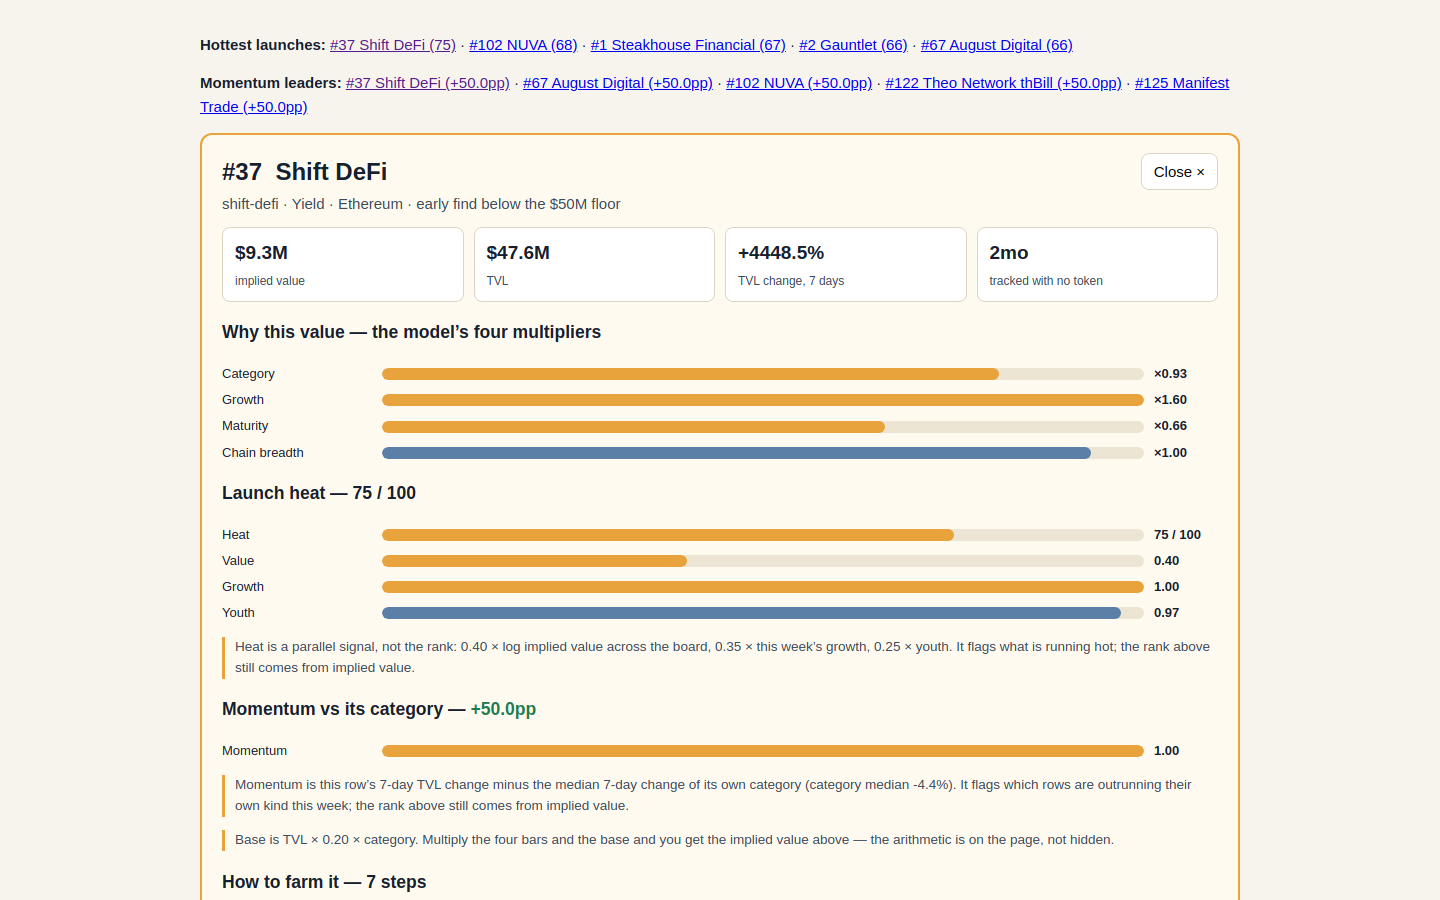 Hottest launches: #37 Shift DeFi (75) · #102 NUVA (68) · #1 Steakhouse Financial (67) · #2 Gauntlet (66) · #67 August Digital (66)
Momentum leaders: #37 Shift DeFi (+50.0pp) · #67 August Digital (+50.0pp) · #102 NUVA (+50.0pp) · #122 Theo Network thBill (+50.0pp) · #125 Manifest
Trade (+50.0pp)
#37 Shift DeFi
Close ×
shift-defi · Yield · Ethereum · early find below the $50M floor
$9.3M
implied value
$47.6M
TVL
+4448.5%
TVL change, 7 days
2mo
tracked with no token
Why this value — the model’s four multipliers
Category ×0.93
Growth ×1.60
Maturity ×0.66
Chain breadth ×1.00
Launch heat — 75 / 100
Heat 75 / 100
Value 0.40
Growth 1.00
Youth 0.97
Heat is a parallel signal, not the rank: 0.40 × log implied value across the board, 0.35 × this week’s growth, 0.25 × youth. It flags what is running hot; the rank above
still comes from implied value.
Momentum vs its category — +50.0pp
Momentum 1.00
Momentum is this row’s 7-day TVL change minus the median 7-day change of its own category (category median -4.4%). It flags which rows are outrunning their
own kind this week; the rank above still comes from implied value.
Base is TVL × 0.20 × category. Multiply the four bars and the base and you get the implied value above — the arithmetic is on the page, not hidden.
How to farm it — 7 steps